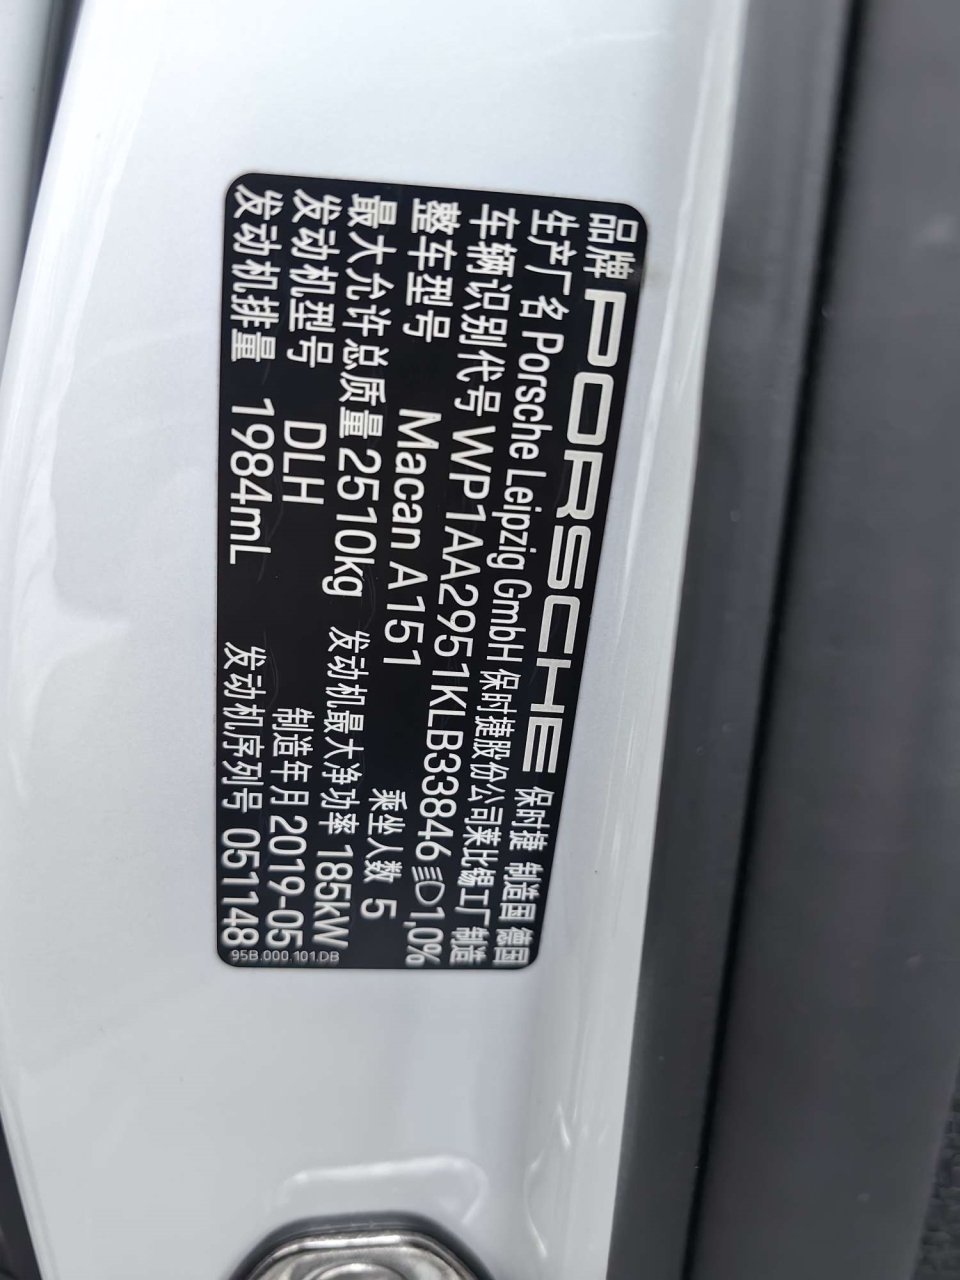 品牌 PORSCHE 保时捷 制造国 德国
生产厂名 Porsche Leipzig GmbH 保时捷股份公司莱比锡工厂 制造
车辆识别代号 WP1AA2951KLB33846 1,0%
整车型号 Macan A151 乘坐人数 5
最大允许总质量 2510kg 发动机最大净功率 185kW
发动机型号 DLH 制造年月 2019-05
发动机排量 1984mL 发动机序列号 051148
95B.000.101.DB